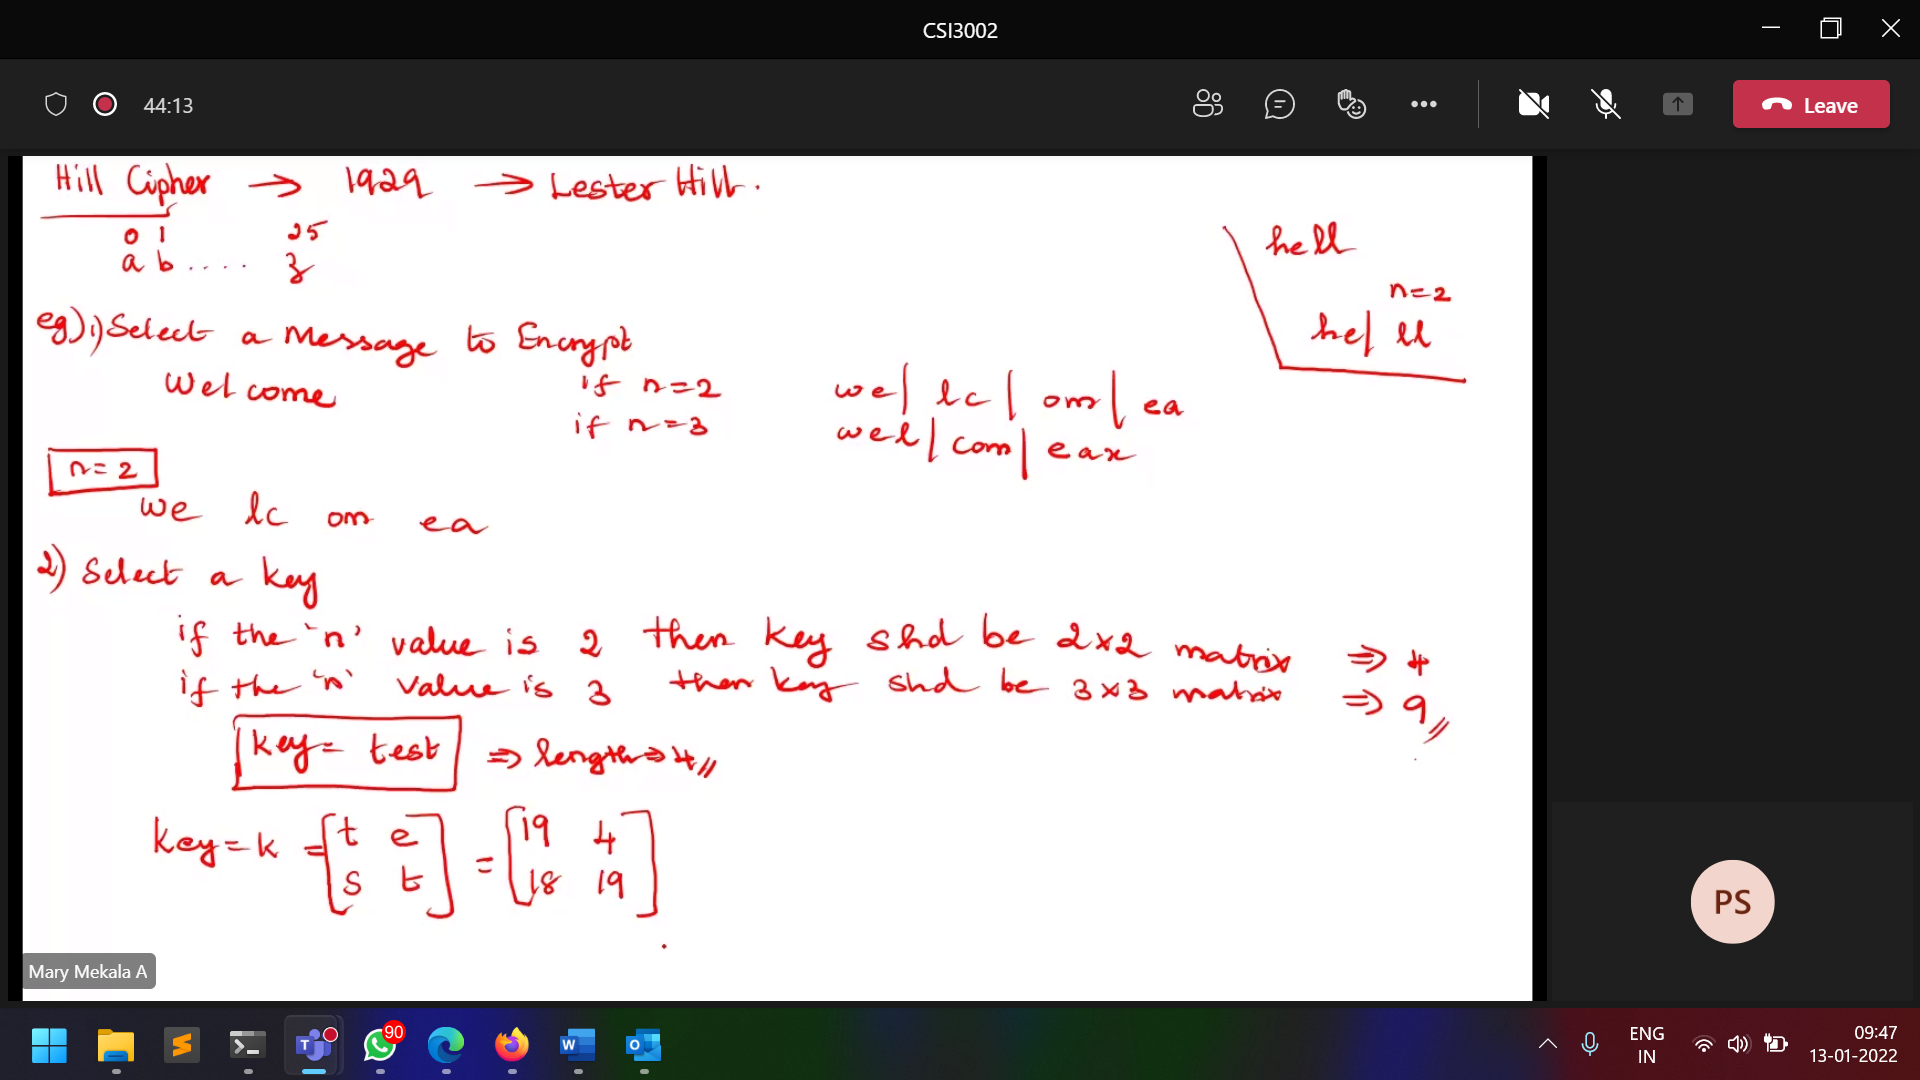 CSI3002
44:13
Leave
Hill Cipher → 1929 → Lester Hill.
0 1 25
a b .... z
hell
n=2
he| ll
eg) 1) Select a Message to Encrypt
Welcome
if n=2 we| lc | om | ea
if n=3 wel| com| eax
n=2
we lc om ea
2) Select a key
if the 'n' value is 2 then key shd be 2x2 matrix ⇒ 4
if the 'n' value is 3 then key shd be 3x3 matrix ⇒ 9//
key= test ⇒ length→4//
key=k = [t e = [19 4
s t] 18 19]
PS
Mary Mekala A
90
ENG
IN
09:47
13-01-2022